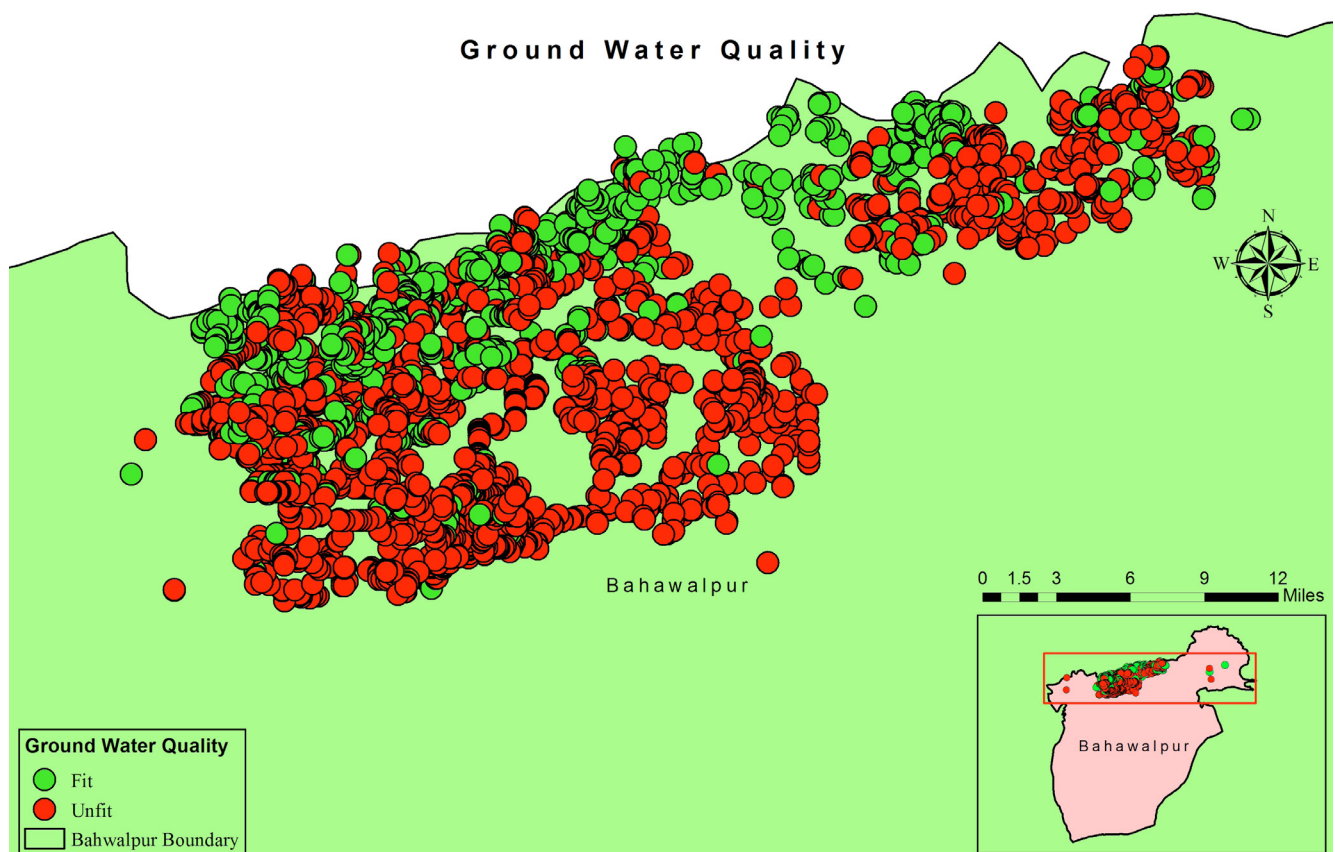 Ground Water Quality
N
W E
S
Bahawalpur
0 1.5 3 6 9 12
Miles
Bahawalpur
Ground Water Quality
Fit
Unfit
Bahwalpur Boundary